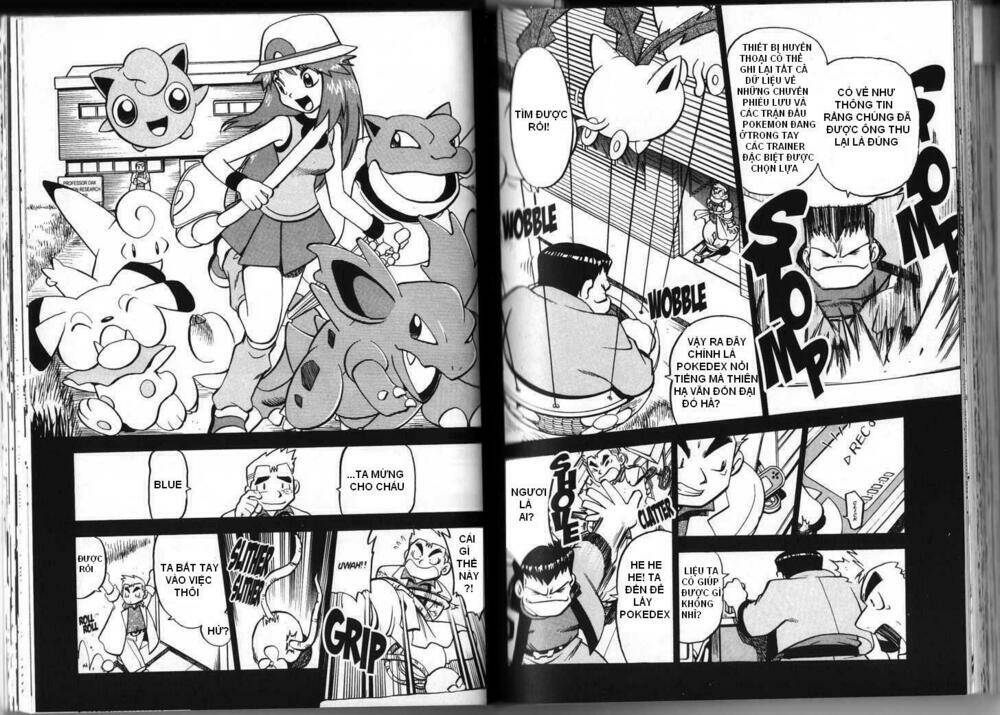 THIẾT BỊ HUYỀN
THOẠI CÓ THỂ
GHI LẠI TẤT CẢ
DỮ LIỆU VỀ
NHỮNG CHUYẾN
PHIÊU LƯU VÀ
CÁC TRẬN ĐẤU
POKEMON ĐANG
Ở TRONG TAY
CÁC TRAINER
ĐẶC BIỆT ĐƯỢC
CHỌN LỰA
CÓ VẺ NHƯ
THÔNG TIN
RẰNG CHÚNG ĐÃ
ĐƯỢC ÔNG THU
LẠI LÀ ĐÚNG
STOMP
STOMP
TÌM ĐƯỢC
RỒI!
WOBBLE
WOBBLE
VẬY RA ĐÂY
CHÍNH LÀ
POKEDEX NỔI
TIẾNG MÀ THIÊN
HẠ VẪN ĐỒN ĐẠI
ĐÓ HẢ?
REC
NGƯƠI
LÀ
AI?
SHOVE
CLATTER
HE HE
HE! TA
ĐẾN ĐỂ
LẤY
POKEDEX
LIỆU TA
CÓ GIÚP
ĐƯỢC GÌ
KHÔNG
NHỈ?
PROFESSOR OAK
BLUE
...TA MỪNG
CHO CHÁU
ĐƯỢC
RỒI
ROLL
ROLL
TA BẮT TAY
VÀO VIỆC
THÔI
HỬ?
SLITHER
SLITHER
UWAH!!
CÁI
GÌ THẾ
NÀY
?!
GRIP